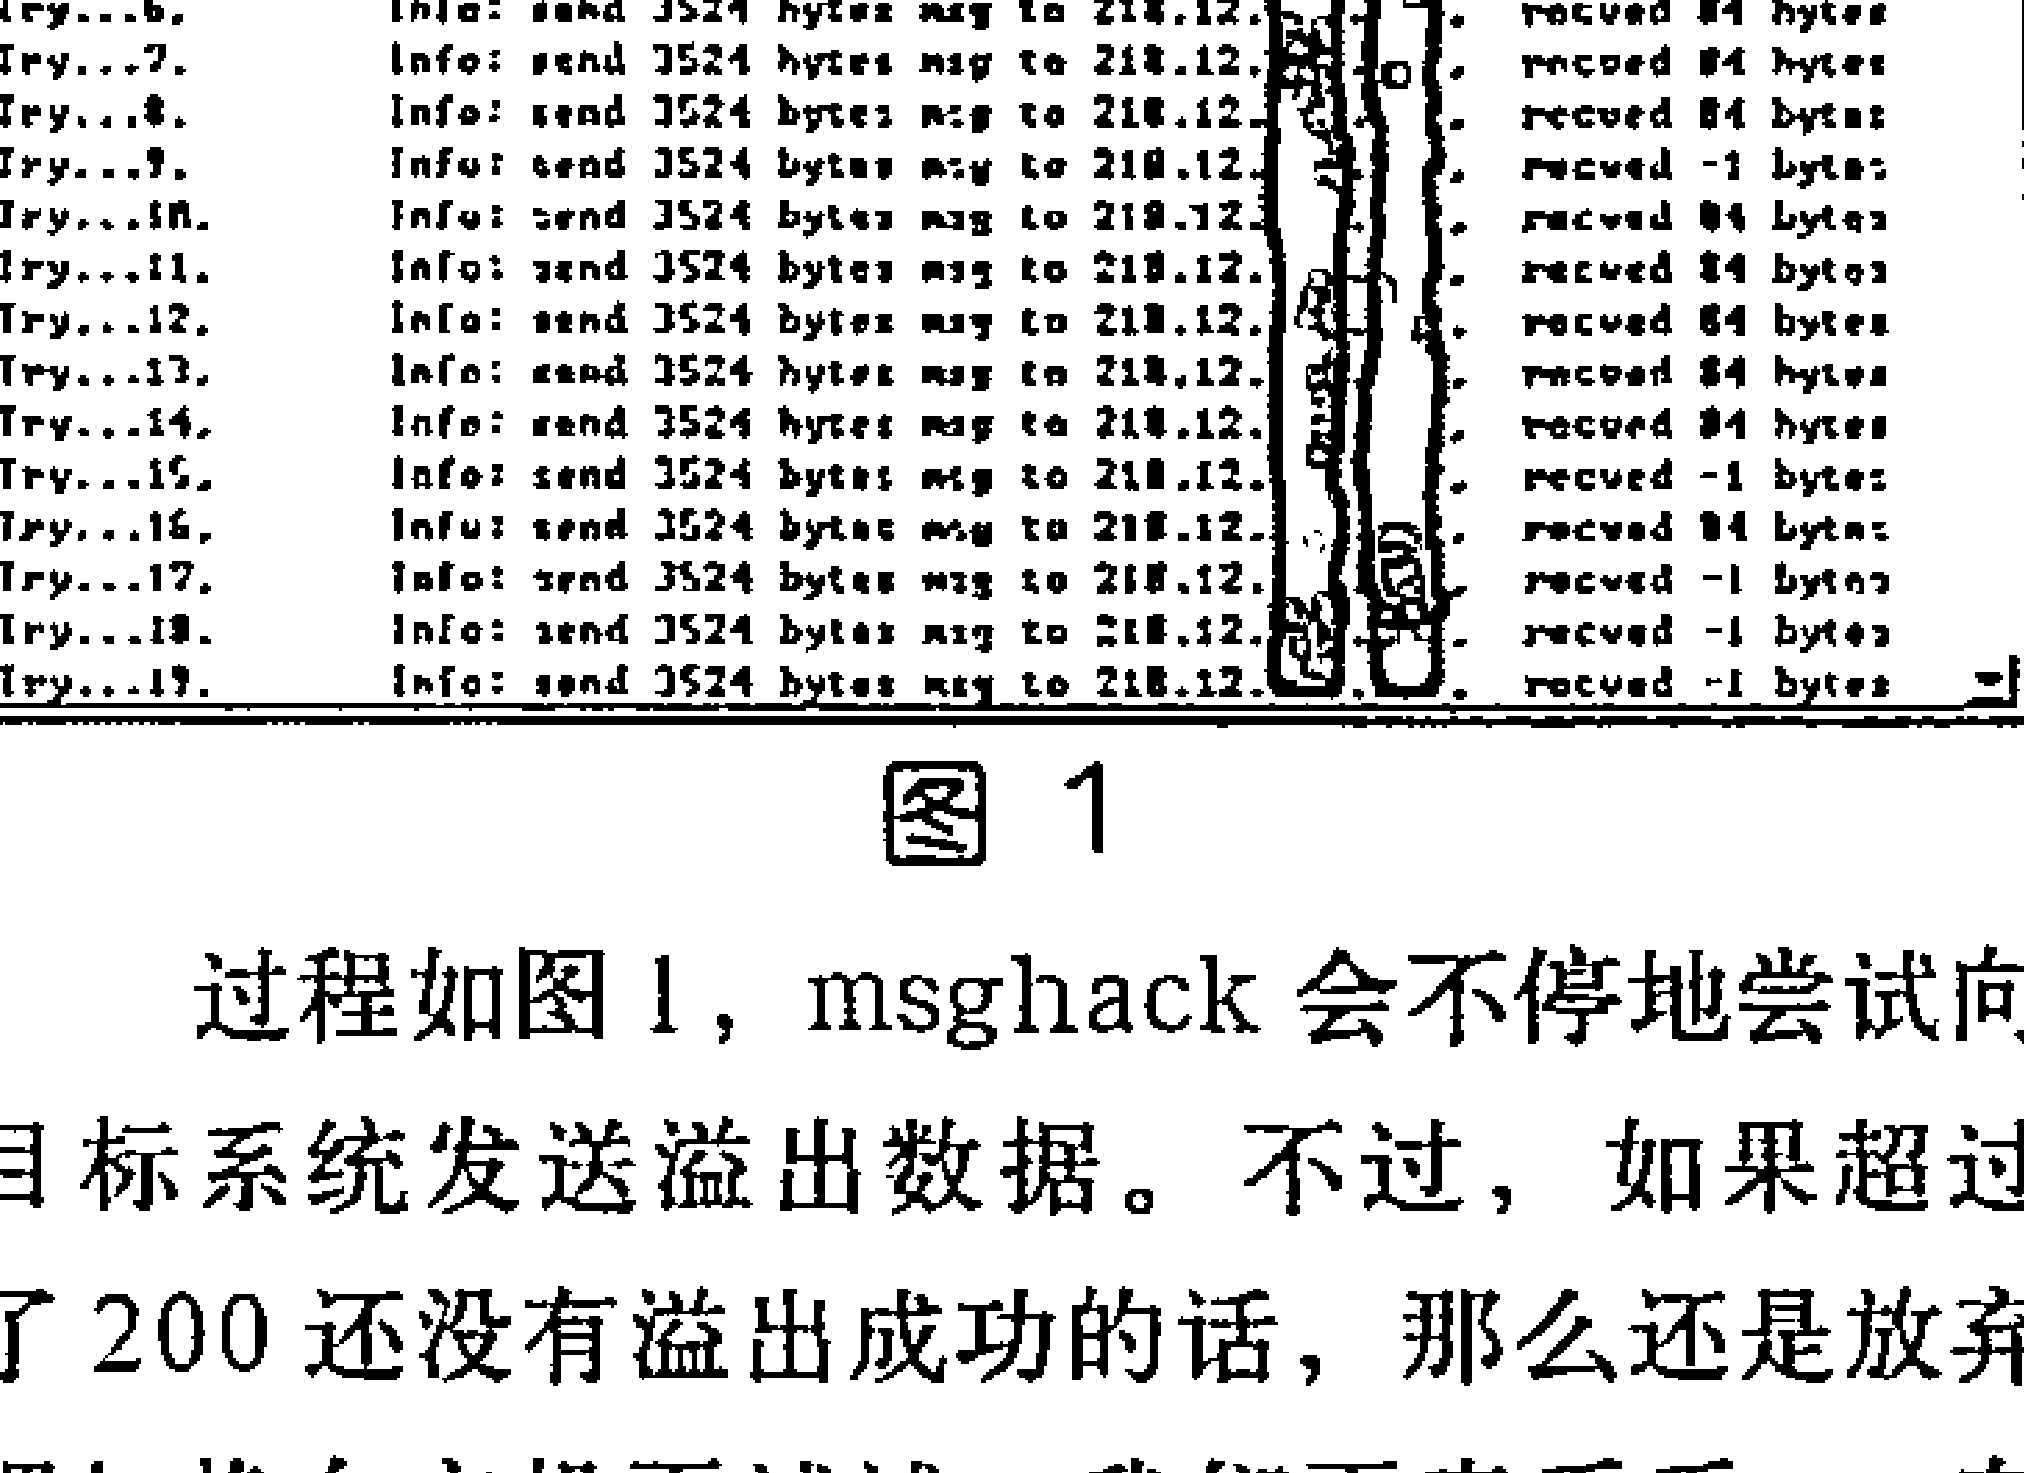 Try...6. Info: send 3524 bytes msg to 218.12. . , recved 84 bytes
Try...7. Info: send 3524 bytes msg to 218.12. . , recved 84 bytes
Try...8. Info: send 3524 bytes msg to 218.12. . , recved 84 bytes
Try...9. Info: send 3524 bytes msg to 218.12. . , recved -1 bytes
Try...10. Info: send 3524 bytes msg to 218.12. . , recved 84 bytes
Try...11. Info: send 3524 bytes msg to 218.12. . , recved 84 bytes
Try...12. Info: send 3524 bytes msg to 218.12. . , recved 84 bytes
Try...13. Info: send 3524 bytes msg to 218.12. . , recved 84 bytes
Try...14. Info: send 3524 bytes msg to 218.12. . , recved 84 bytes
Try...15. Info: send 3524 bytes msg to 218.12. . , recved -1 bytes
Try...16. Info: send 3524 bytes msg to 218.12. . , recved 84 bytes
Try...17. Info: send 3524 bytes msg to 218.12. . , recved -1 bytes
Try...18. Info: send 3524 bytes msg to 218.12. . , recved -1 bytes
Try...19. Info: send 3524 bytes msg to 218.12. . , recved -1 bytes
图 1
过程如图 1，msghack 会不停地尝试向
目标系统发送溢出数据。不过，如果超过
了 200 还没有溢出成功的话，那么还是放弃